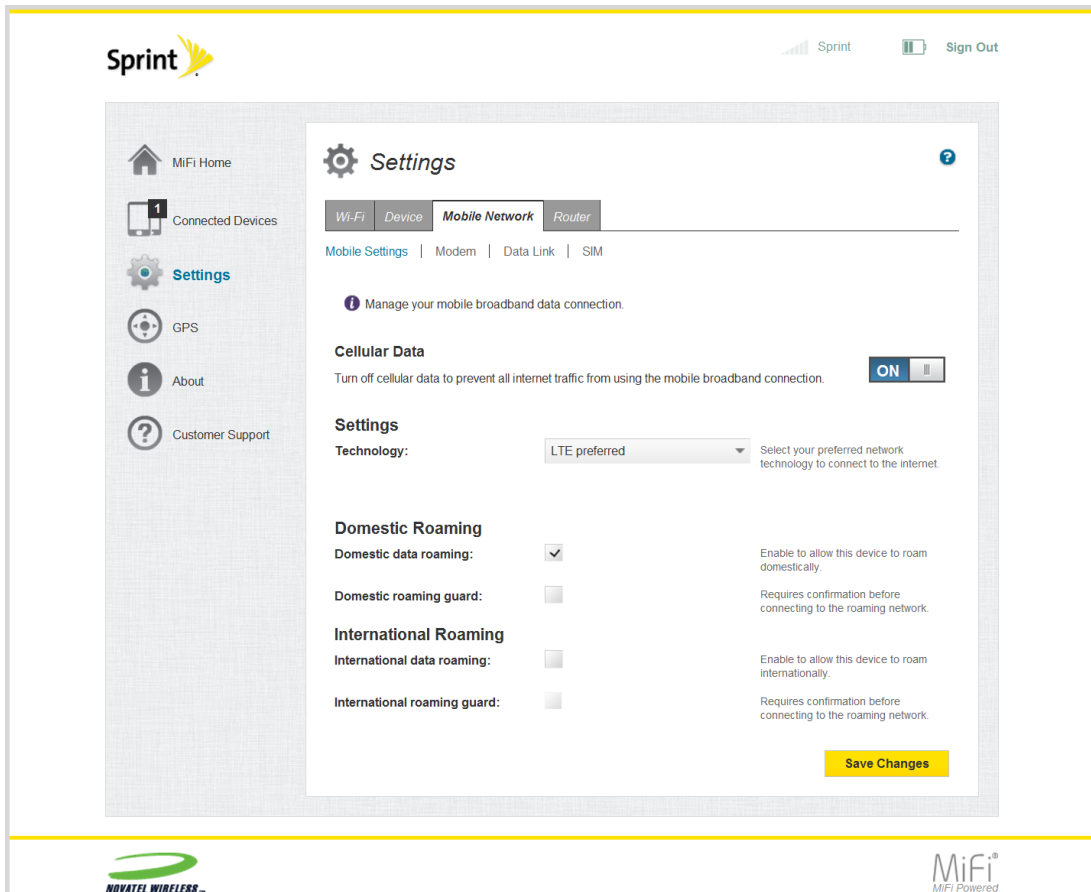 Sprint
Sprint
Sign Out
MiFi Home
1
Connected Devices
Settings
GPS
About
Customer Support
Settings
?
Wi-Fi Device Mobile Network Router
Mobile Settings | Modem | Data Link | SIM
i Manage your mobile broadband data connection.
Cellular Data
Turn off cellular data to prevent all internet traffic from using the mobile broadband connection.
ON
Settings
Technology:
LTE preferred
Select your preferred network
technology to connect to the internet.
Domestic Roaming
Domestic data roaming:
Enable to allow this device to roam
domestically.
Domestic roaming guard:
Requires confirmation before
connecting to the roaming network.
International Roaming
International data roaming:
Enable to allow this device to roam
internationally.
International roaming guard:
Requires confirmation before
connecting to the roaming network.
Save Changes
NOVATEL WIRELESS™
MiFi®
MiFi Powered